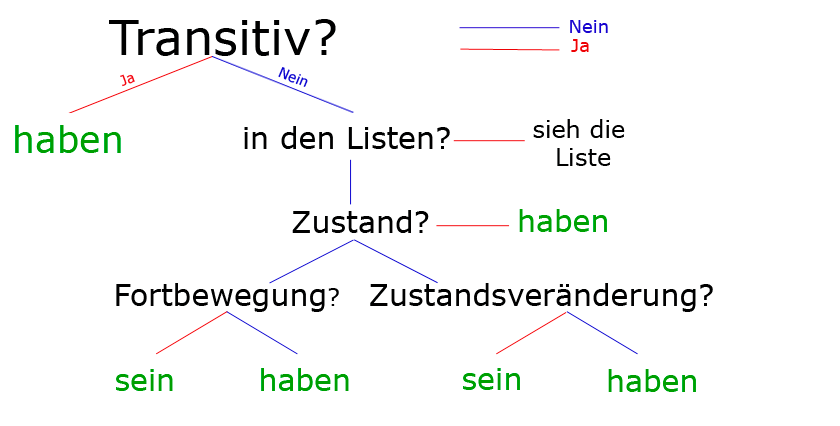 Transitiv?
Nein
Ja
Ja
Nein
haben
in den Listen?
sieh die
Liste
Zustand?
haben
Fortbewegung?
Zustandsveränderung?
sein
haben
sein
haben